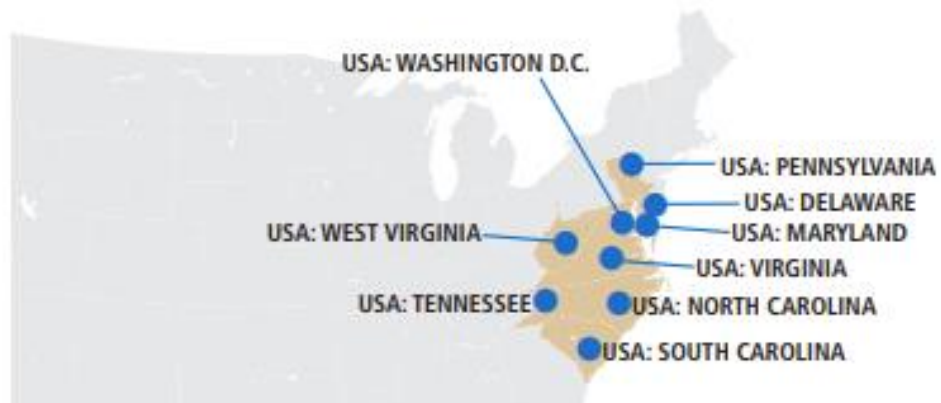 USA: WASHINGTON D.C.
USA: PENNSYLVANIA
USA: DELAWARE
USA: MARYLAND
USA: WEST VIRGINIA
USA: VIRGINIA
USA: TENNESSEE
USA: NORTH CAROLINA
USA: SOUTH CAROLINA